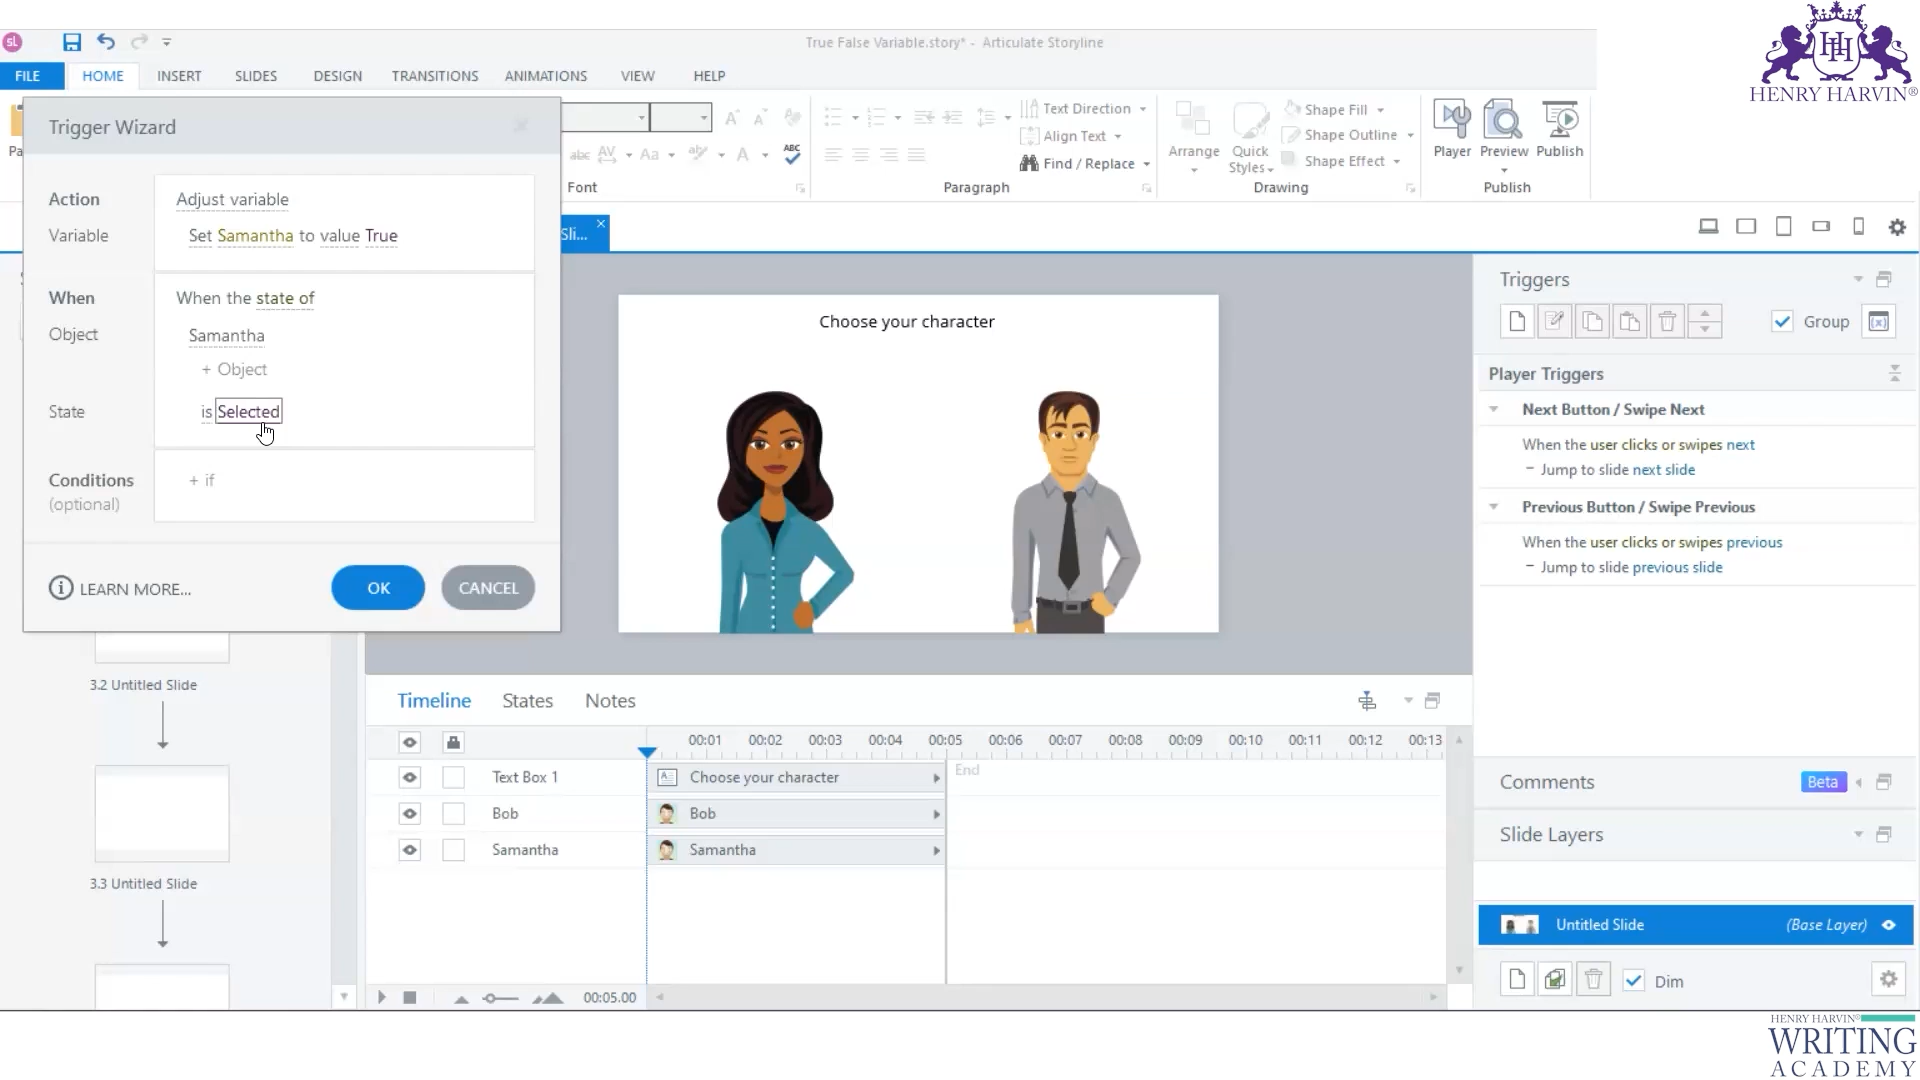 sL
True False Variable.story* - Articulate Storyline
HENRY HARVIN®
FILE HOME INSERT SLIDES DESIGN TRANSITIONS ANIMATIONS VIEW HELP
Trigger Wizard
Action Adjust variable
Variable Set Samantha to value True
When When the state of
Object Samantha
+ Object
State is Selected
Conditions + if
(optional)
LEARN MORE... OK CANCEL
Pa
abc AV Aa A ABC
Font
Text Direction
Align Text
Find / Replace
Paragraph
Arrange Quick Styles
Shape Fill
Shape Outline
Shape Effect
Drawing
Player Preview Publish
Publish
Sli...
Choose your character
Triggers
Group
Player Triggers
Next Button / Swipe Next
When the user clicks or swipes next
– Jump to slide next slide
Previous Button / Swipe Previous
When the user clicks or swipes previous
– Jump to slide previous slide
3.2 Untitled Slide
3.3 Untitled Slide
Timeline States Notes
00:01 00:02 00:03 00:04 00:05 00:06 00:07 00:08 00:09 00:10 00:11 00:12 00:13
Text Box 1 Choose your character End
Bob Bob
Samantha Samantha
00:05.00
Comments Beta
Slide Layers
Untitled Slide (Base Layer)
Dim
HENRY HARVIN®
WRITING
ACADEMY